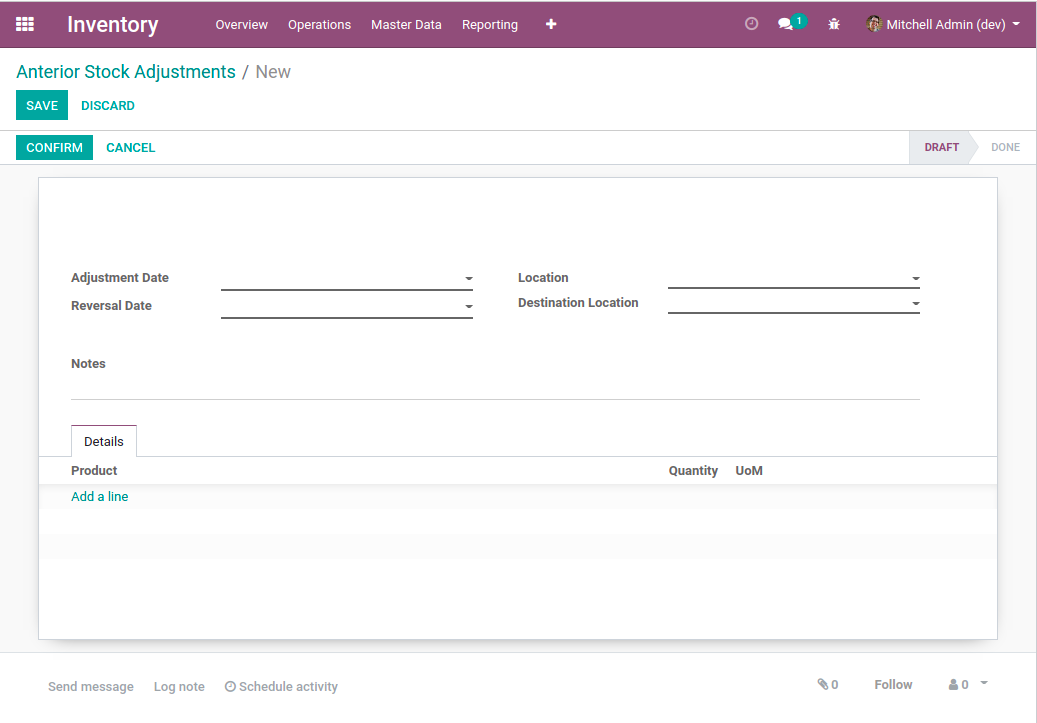 Inventory Overview Operations Master Data Reporting 1 Mitchell Admin (dev)
Anterior Stock Adjustments / New
SAVE DISCARD
CONFIRM CANCEL DRAFT DONE
Adjustment Date Location
Reversal Date Destination Location
Notes
Details
Product Quantity UoM
Add a line
Send message Log note Schedule activity 0 Follow 0